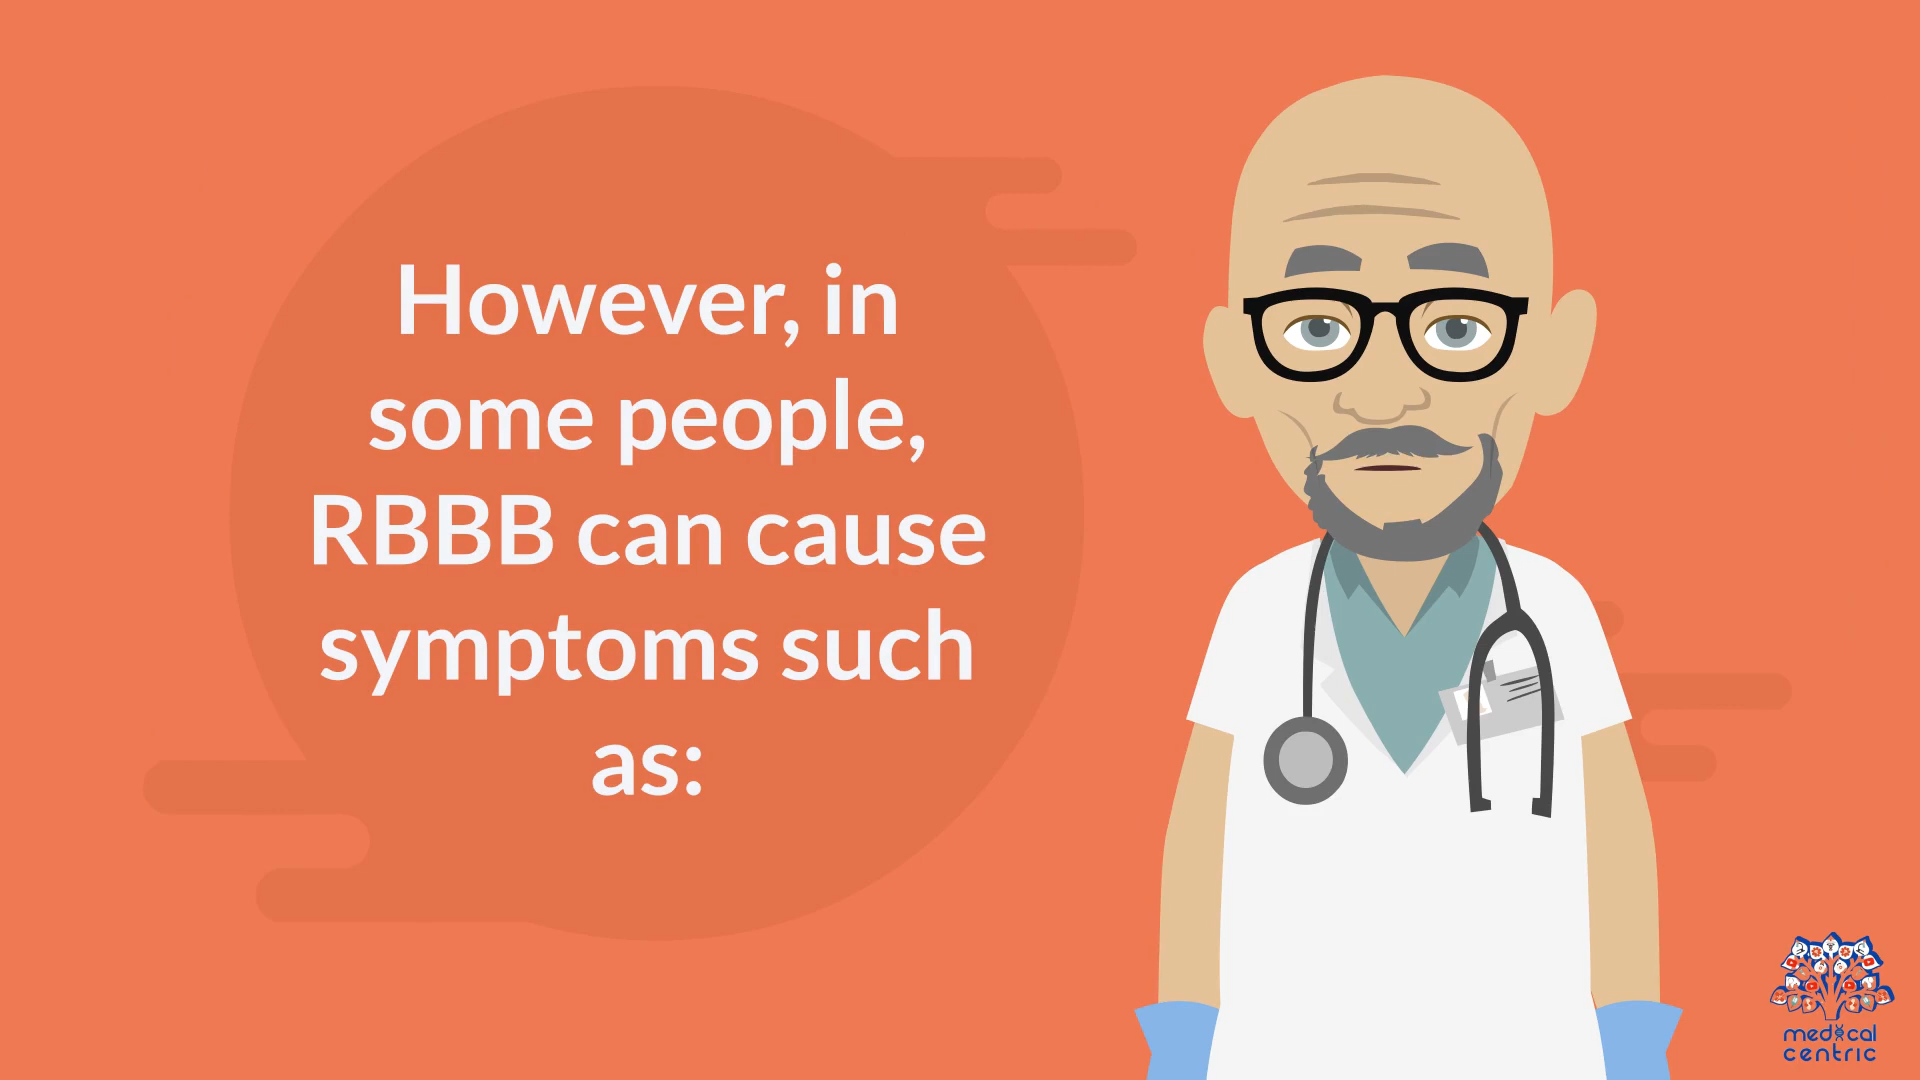 However, in
some people,
RBBB can cause
symptoms such
as:
medical
centric